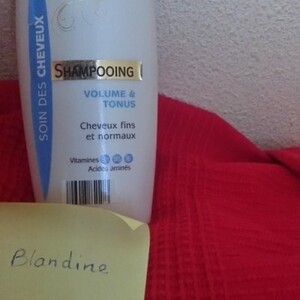 SOIN DES CHEVEUX
SHAMPOOING
VOLUME &
TONUS
Cheveux fins
et normaux
Vitamines
Acides aminés
Blandine